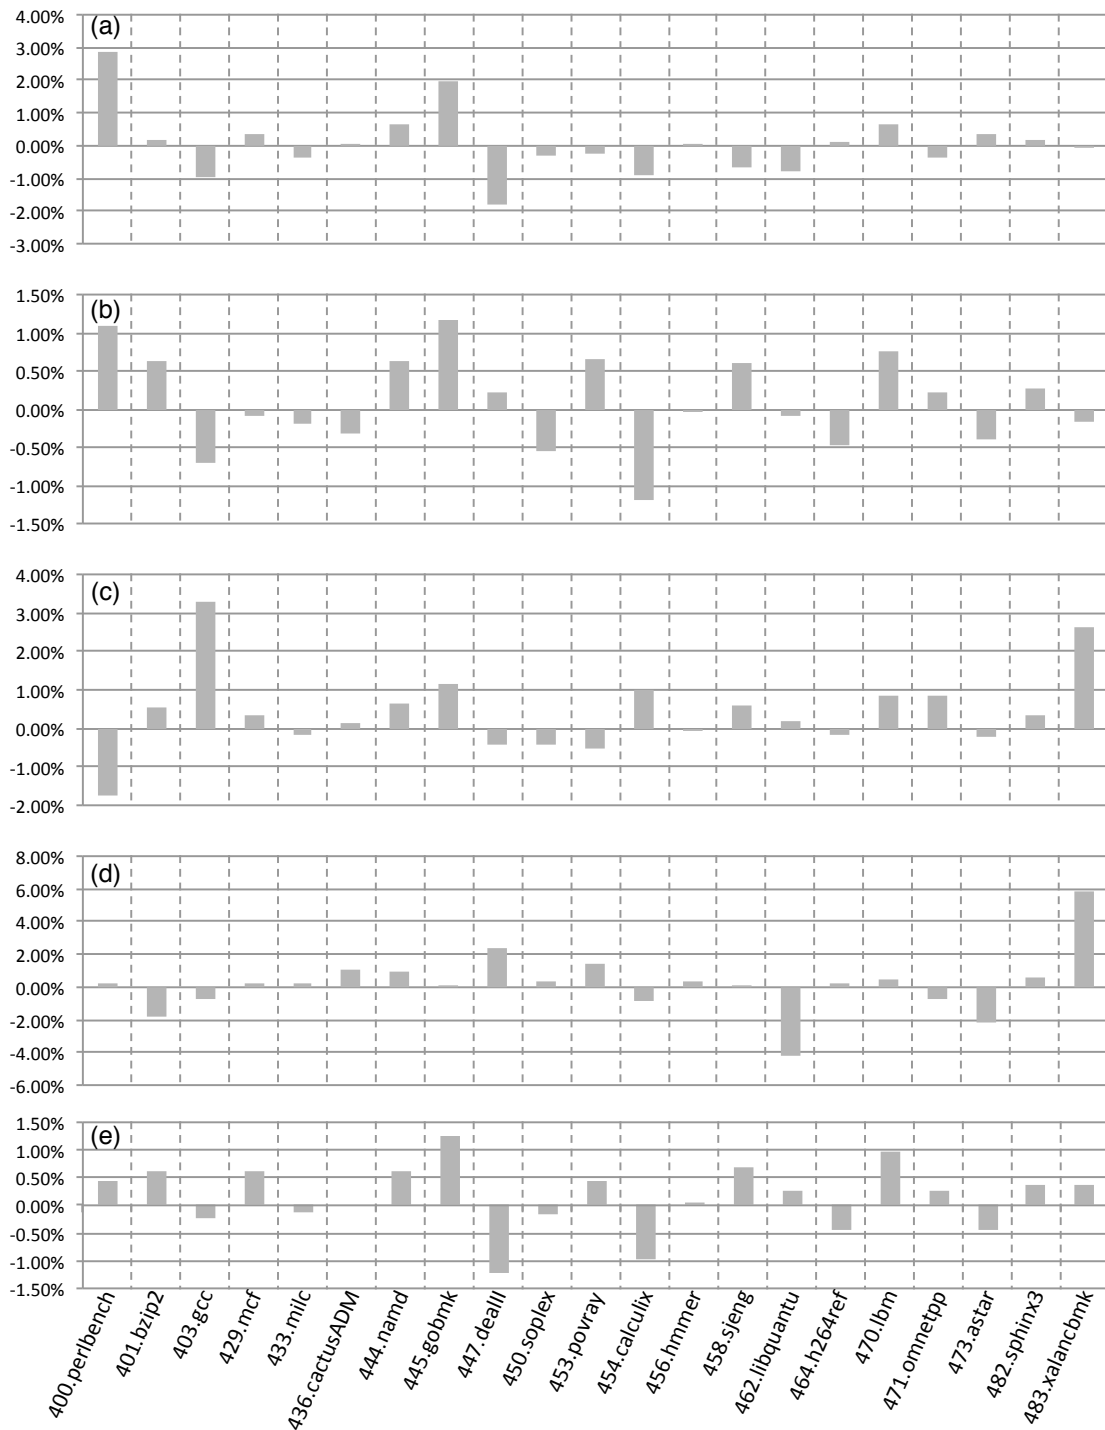 (a)
4.00%
3.00%
2.00%
1.00%
0.00%
-1.00%
-2.00%
-3.00%
(b)
1.50%
1.00%
0.50%
0.00%
-0.50%
-1.00%
-1.50%
(c)
4.00%
3.00%
2.00%
1.00%
0.00%
-1.00%
-2.00%
(d)
8.00%
6.00%
4.00%
2.00%
0.00%
-2.00%
-4.00%
-6.00%
(e)
1.50%
1.00%
0.50%
0.00%
-0.50%
-1.00%
-1.50%
400.perlbench
401.bzip2
403.gcc
429.mcf
433.milc
436.cactusADM
444.namd
445.gobmk
447.dealII
450.soplex
453.povray
454.calculix
456.hmmer
458.sjeng
462.libquantu
464.h264ref
470.lbm
471.omnetpp
473.astar
482.sphinx3
483.xalancbmk